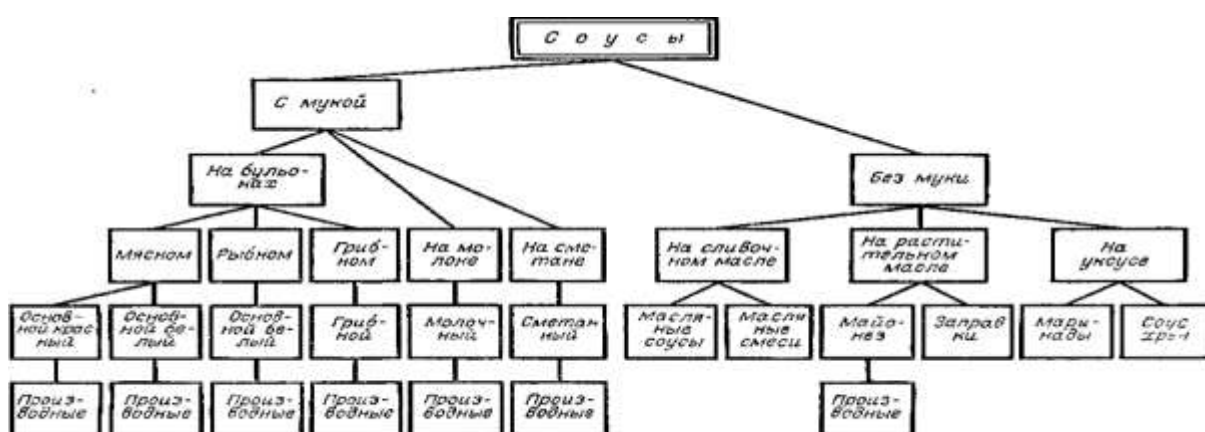 Соусы
С мукой
На бульо-
нах
Без муки
Мясном
Рыбном
Гриб-
ном
На мо-
локе
На сме-
тане
На сливоч-
ном масле
На расти-
тельном
масле
На
уксусе
Основ-
ной крас-
ный
Основ-
ной бе-
лый
Основ-
ной бе-
лый
Гриб-
ной
Молоч-
ный
Сметан-
ный
Масля-
ные
соусы
Масля-
ные
смеси
Майо-
нез
Заправ-
ки
Мари-
нады
Соус
хрен
Произ-
водные
Произ-
водные
Произ-
водные
Произ-
водные
Произ-
водные
Произ-
водные
Произ-
водные